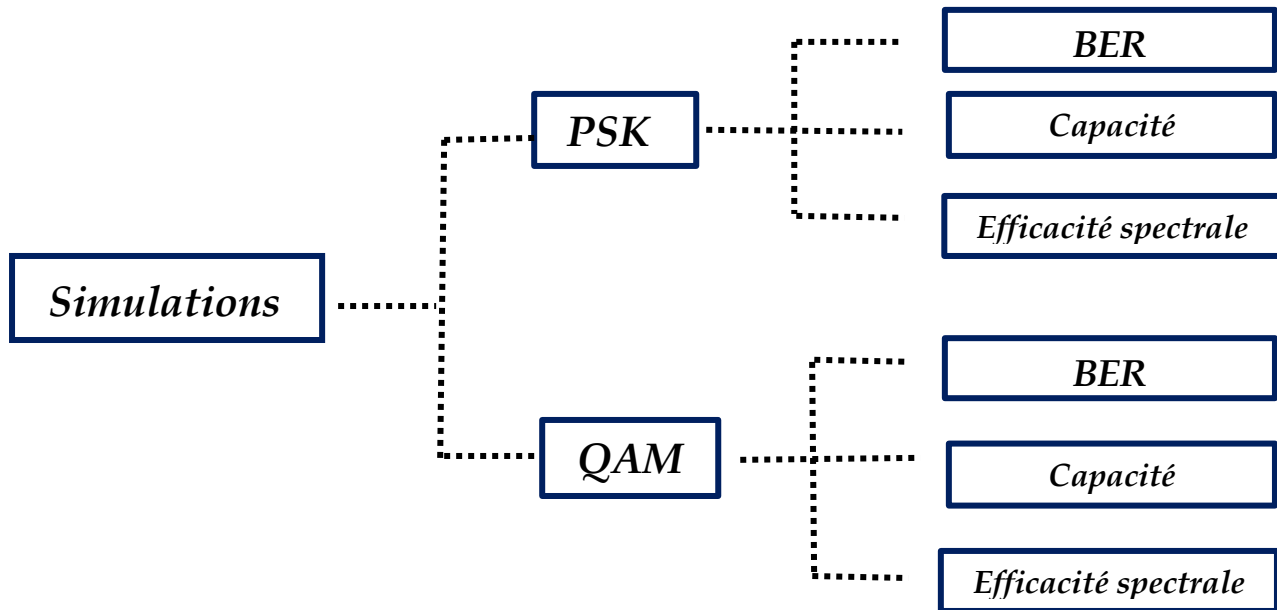 Simulations
PSK
BER
Capacité
Efficacité spectrale
QAM
BER
Capacité
Efficacité spectrale